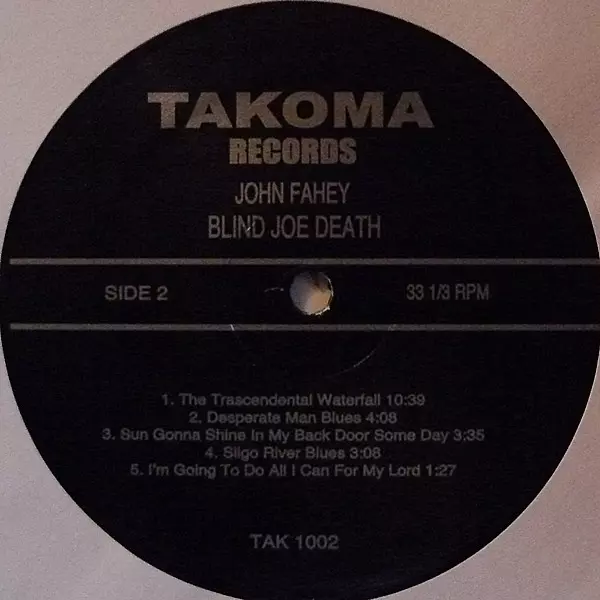 TAKOMA
RECORDS
JOHN FAHEY
BLIND JOE DEATH
SIDE 2
33 1/3 RPM
1. The Trascendental Waterfall 10:39
2. Desperate Man Blues 4:08
3. Sun Gonna Shine In My Back Door Some Day 3:35
4. Sligo River Blues 3:08
5. I'm Going To Do All I Can For My Lord 1:27
TAK 1002